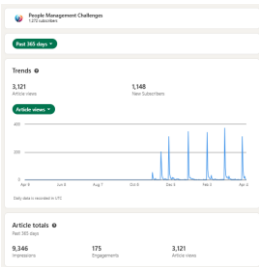 People Management Challenges
1,270 subscribers
Past 365 days
Trends
3,121
Article views
1,148
New Subscribers
Article views
400
200
0
Apr 9
Jun 8
Aug 7
Oct 6
Dec 5
Feb 3
Apr 3
Daily data is recorded in UTC
Article totals
Past 365 days
9,346
Impressions
175
Engagements
3,121
Article views